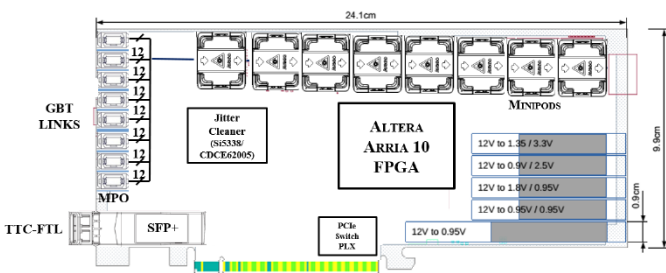 24.1cm
12
12
12
12
12
12
12
12
GBT
LINKS
MPO
MINIPODS
Jitter
Cleaner
(Si5338/
CDCE62005)
ALTERA
ARRIA 10
FPGA
12V to 1.35 / 3.3V
12V to 0.9V / 2.5V
12V to 1.8V / 0.95V
12V to 0.95V / 0.95V
12V to 0.95V
0.9cm
9.9cm
TTC-FTL
SFP+
PCIe
Switch
PLX